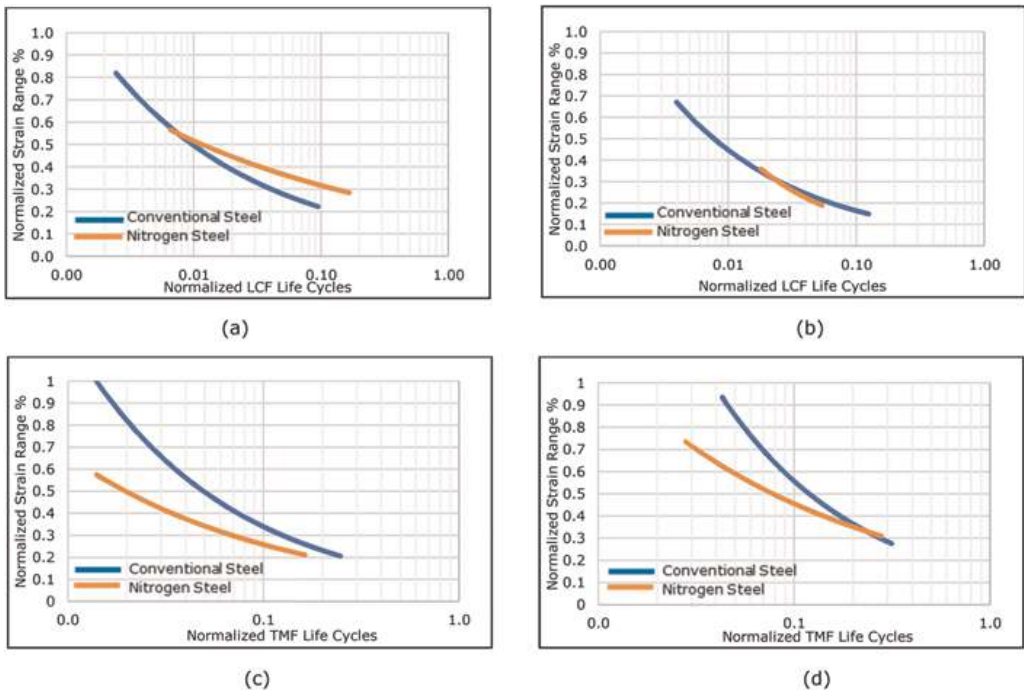 Normalized Strain Range %
1.0
0.9
0.8
0.7
0.6
0.5
0.4
0.3
0.2
0.1
0.0
Conventional Steel
Nitrogen Steel
0.00 0.01 0.10 1.00
Normalized LCF Life Cycles
(a)
Normalized Strain Range %
1.0
0.9
0.8
0.7
0.6
0.5
0.4
0.3
0.2
0.1
0.0
Conventional Steel
Nitrogen Steel
0.00 0.01 0.10 1.00
Normalized LCF Life Cycles
(b)
Normalized Strain Range %
1
0.9
0.8
0.7
0.6
0.5
0.4
0.3
0.2
0.1
0
Conventional Steel
Nitrogen Steel
0.0 0.1 1.0
Normalized TMF Life Cycles
(c)
Normalized Strain Range %
1
0.9
0.8
0.7
0.6
0.5
0.4
0.3
0.2
0.1
0
Conventional Steel
Nitrogen Steel
0.0 0.1 1.0
Normalized TMF Life Cycles
(d)